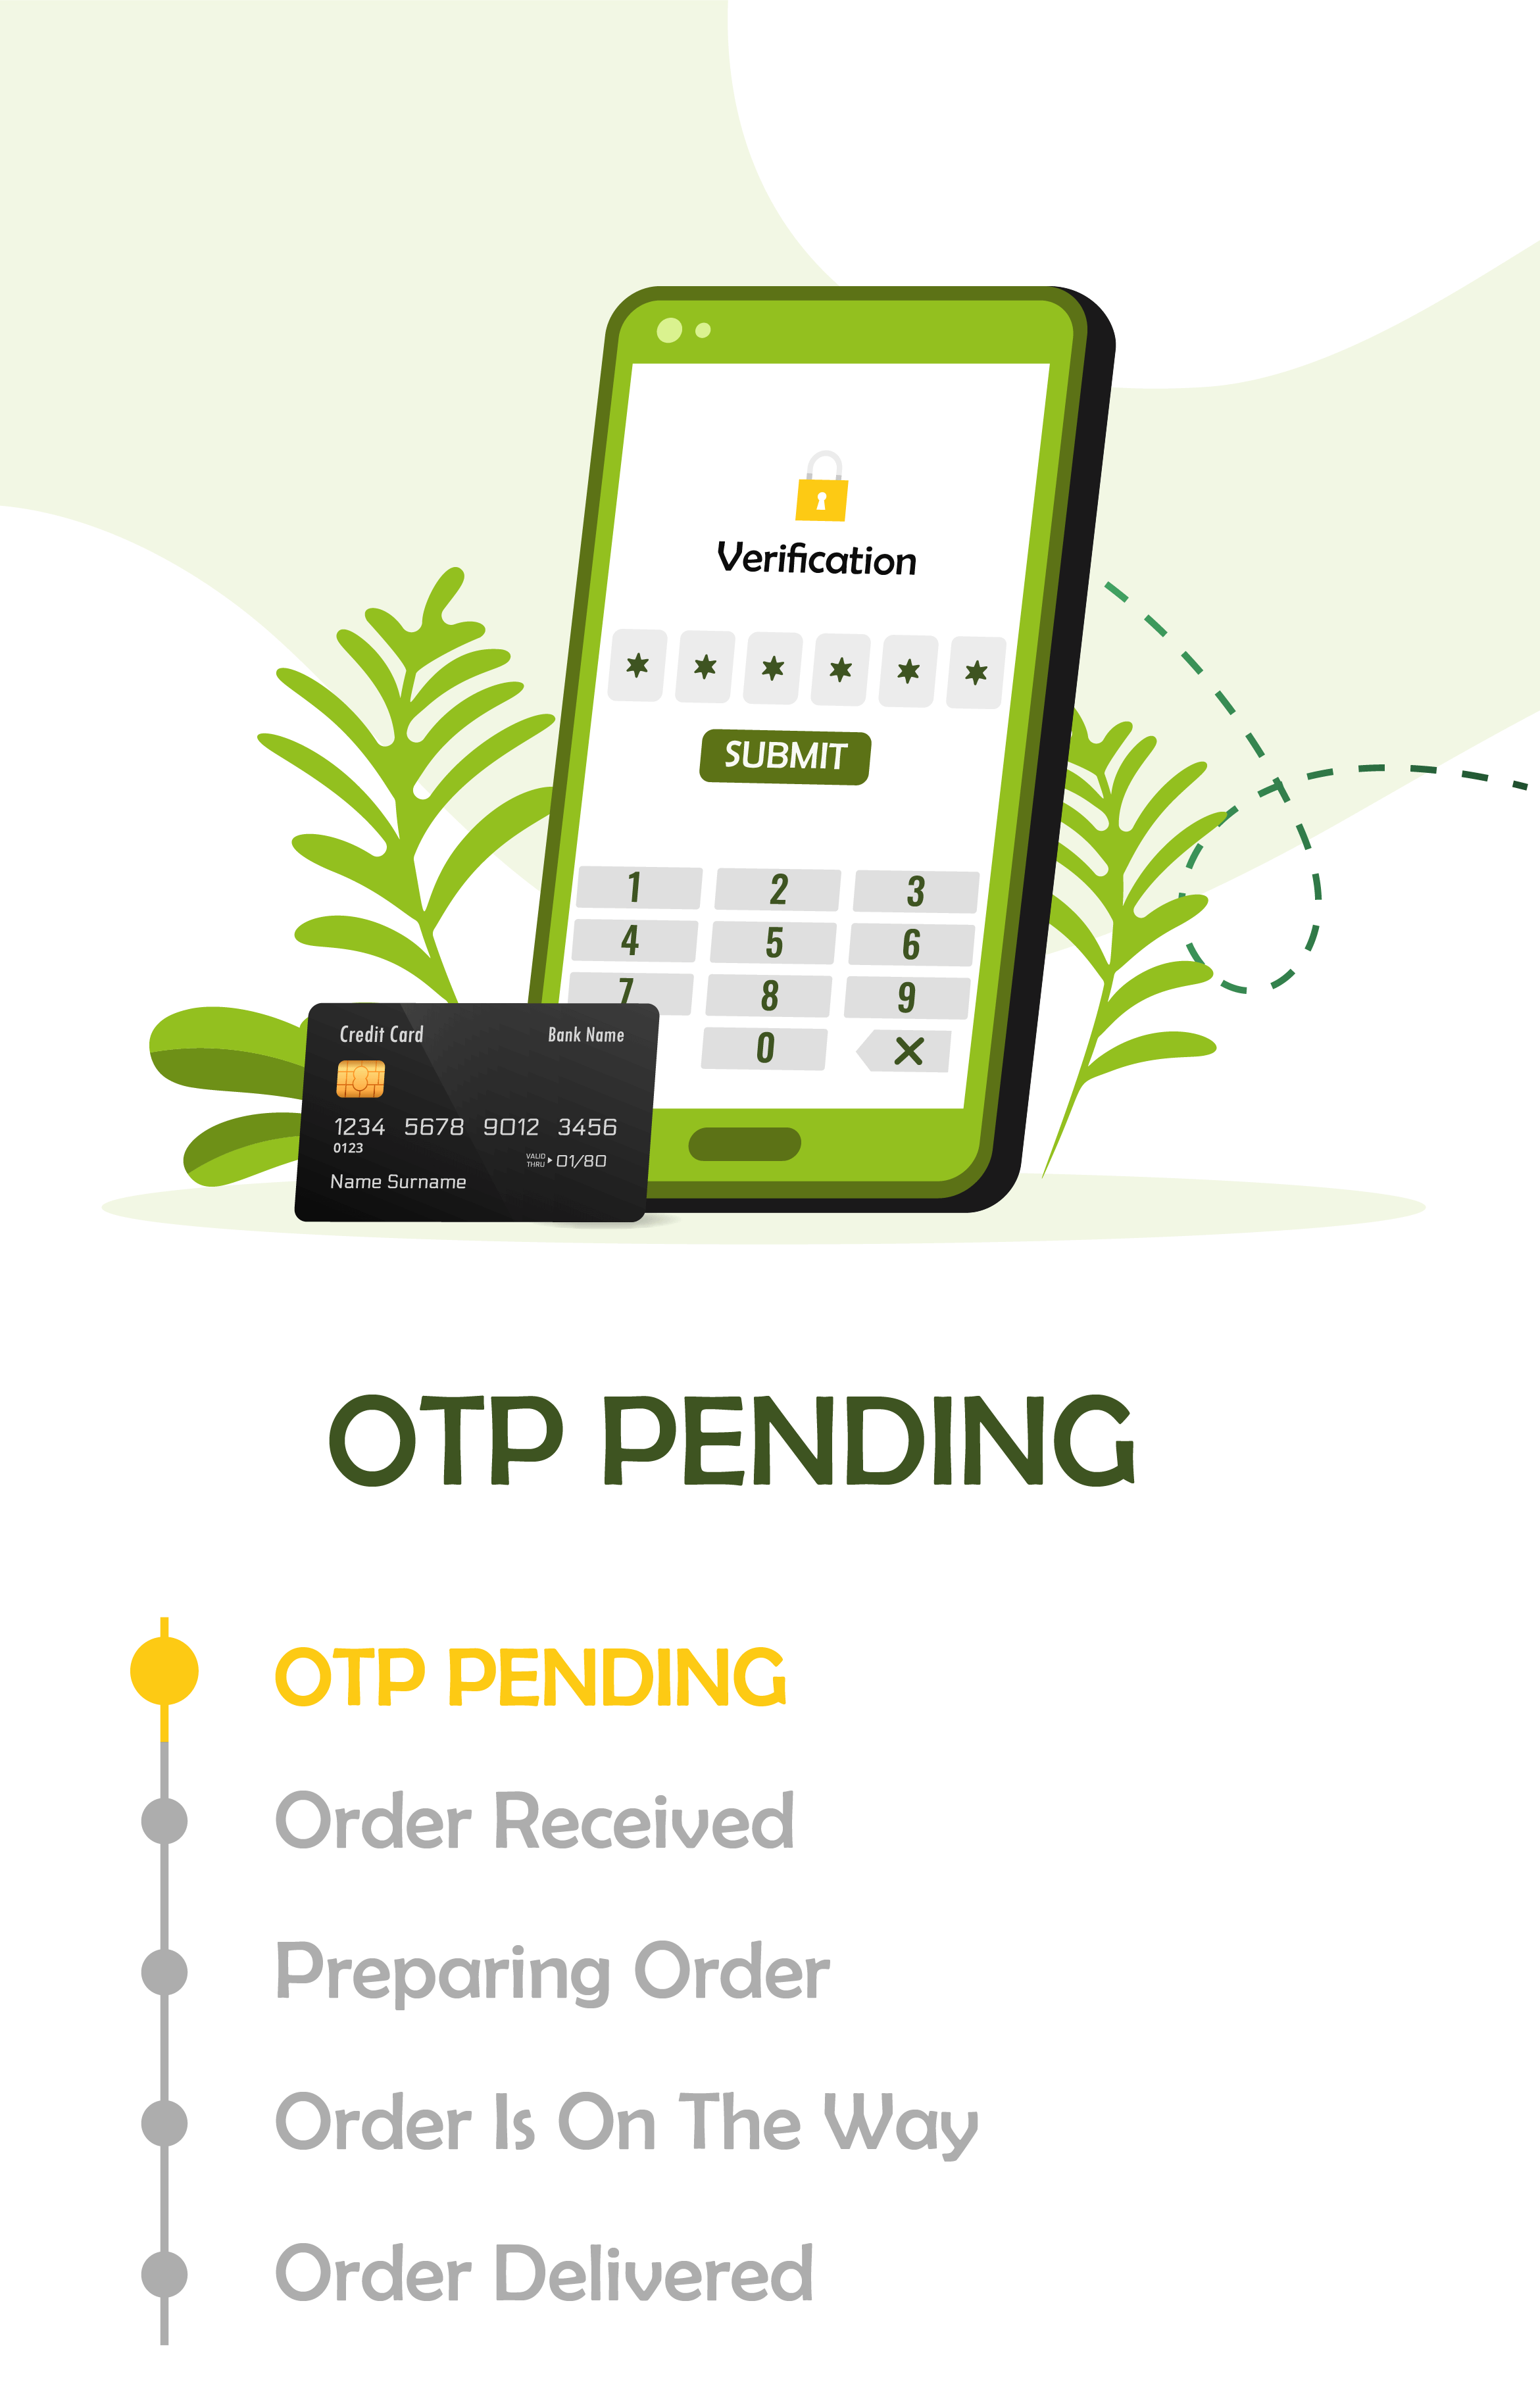 Verification
* * * * * *
SUBMIT
1 2 3
4 5 6
7 8 9
0
Credit Card Bank Name
1234 5678 9012 3456
0123
VALID THRU 01/80
Name Surname
OTP PENDING
OTP PENDING
Order Received
Preparing Order
Order Is On The Way
Order Delivered